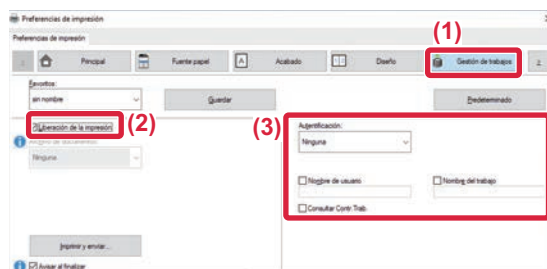 Preferencias de impresión
Preferencias de impresión
(1)
Principal Fuente papel Acabado Diseño Gestión de trabajos
Favoritos:
sin nombre Guardar Predeterminado
Liberación de la impresión (2)
(3) Autentificación:
Ninguna
Ninguna
Nombre de usuario Nombre del trabajo
Consultar Contr. Trab.
Imprimir y enviar...
Avisar al finalizar